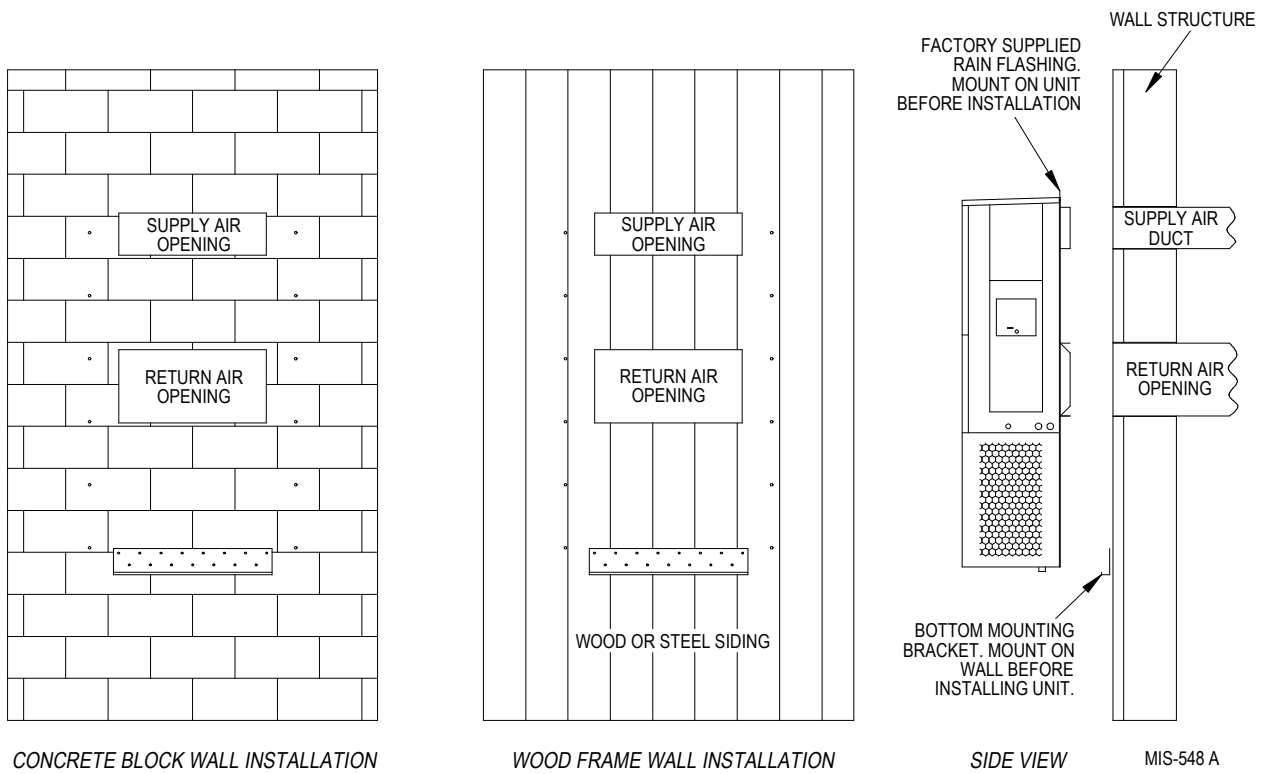 SUPPLY AIR
OPENING
RETURN AIR
OPENING
CONCRETE BLOCK WALL INSTALLATION
SUPPLY AIR
OPENING
RETURN AIR
OPENING
WOOD OR STEEL SIDING
WOOD FRAME WALL INSTALLATION
WALL STRUCTURE
FACTORY SUPPLIED
RAIN FLASHING.
MOUNT ON UNIT
BEFORE INSTALLATION
SUPPLY AIR
DUCT
RETURN AIR
OPENING
BOTTOM MOUNTING
BRACKET. MOUNT ON
WALL BEFORE
INSTALLING UNIT.
SIDE VIEW
MIS-548 A